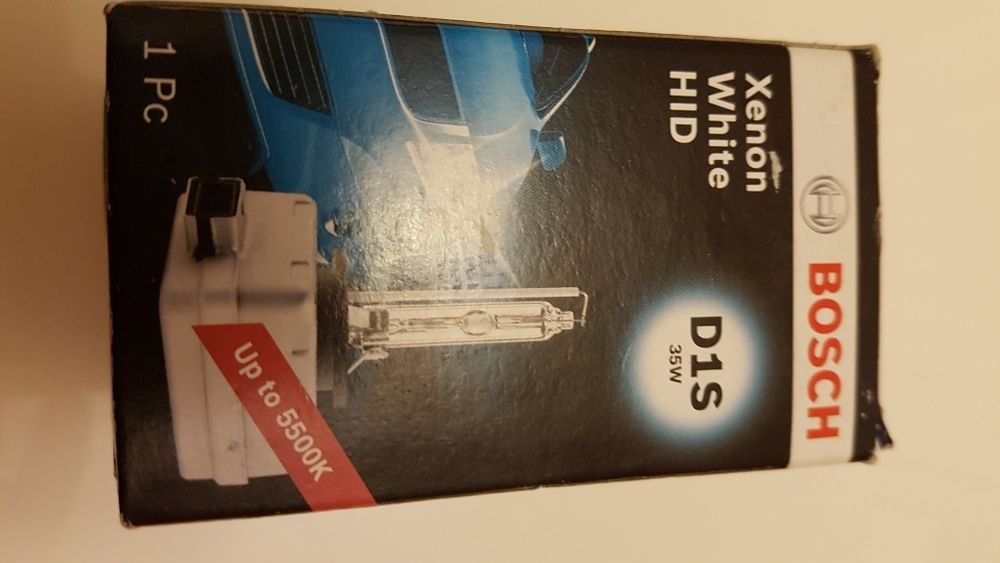 BOSCH
Xenon
White
HID
D1S
35W
Up to 5500K
1 Pc